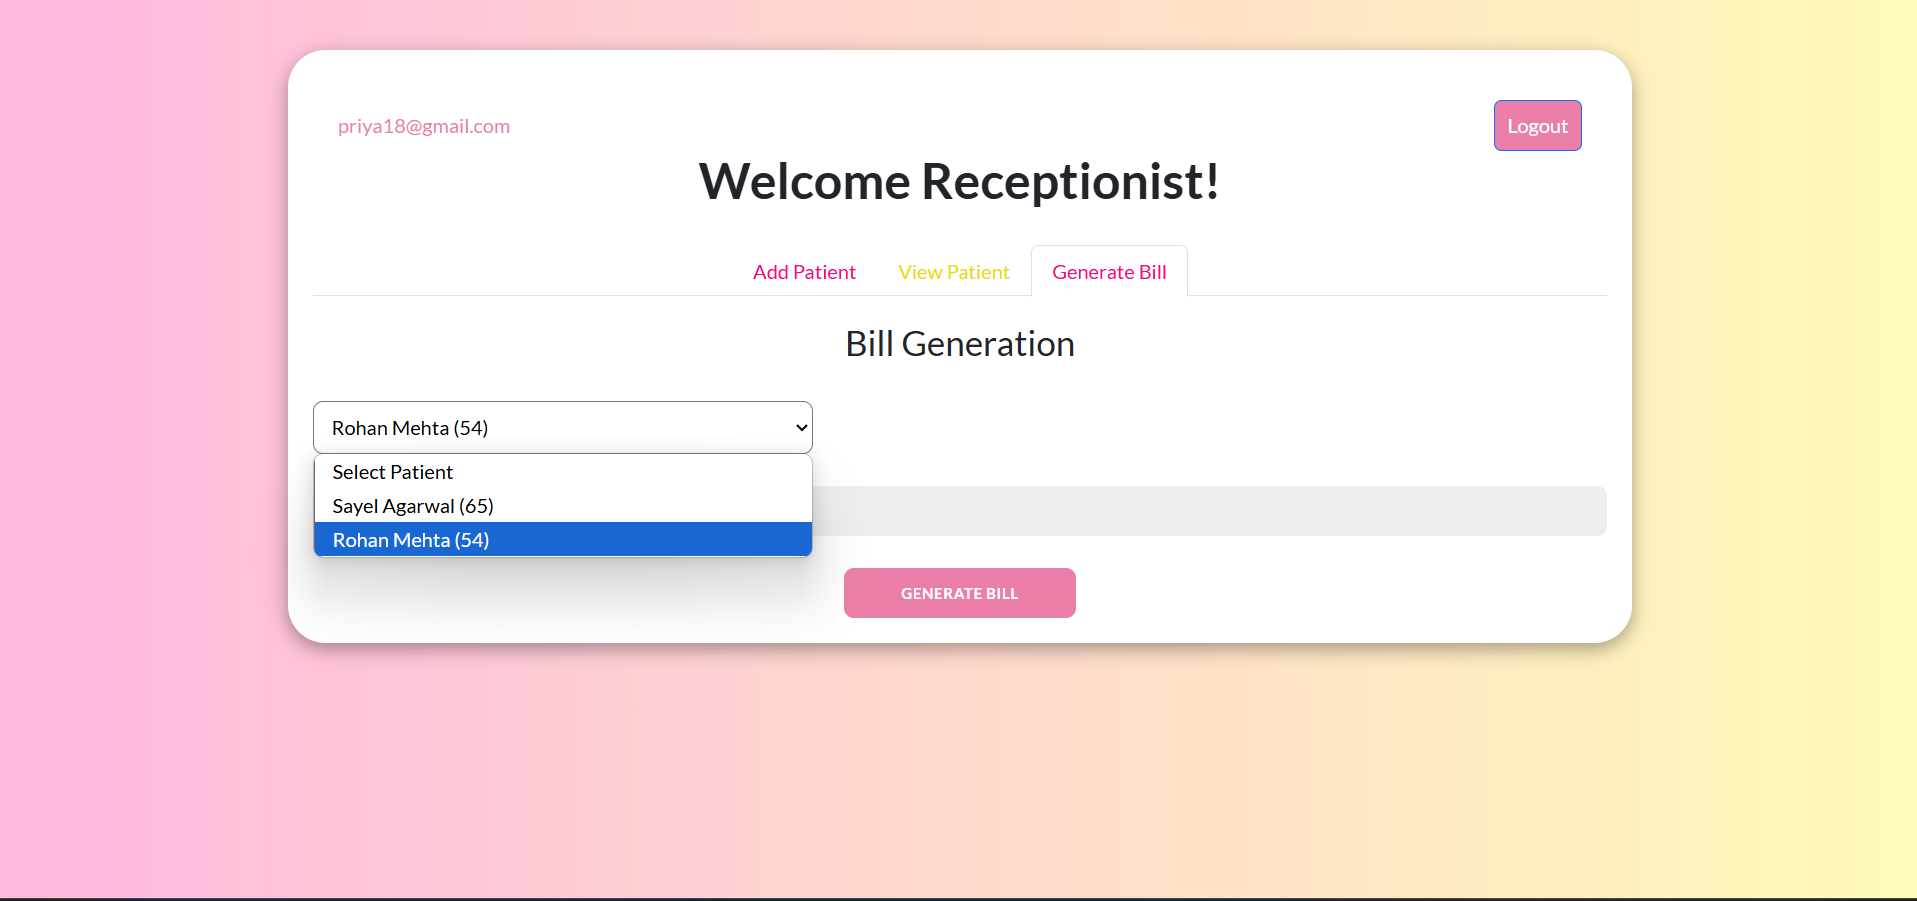 priya18@gmail.com
Logout
Welcome Receptionist!
Add Patient
View Patient
Generate Bill
Bill Generation
Rohan Mehta (54)
Select Patient
Sayel Agarwal (65)
Rohan Mehta (54)
GENERATE BILL